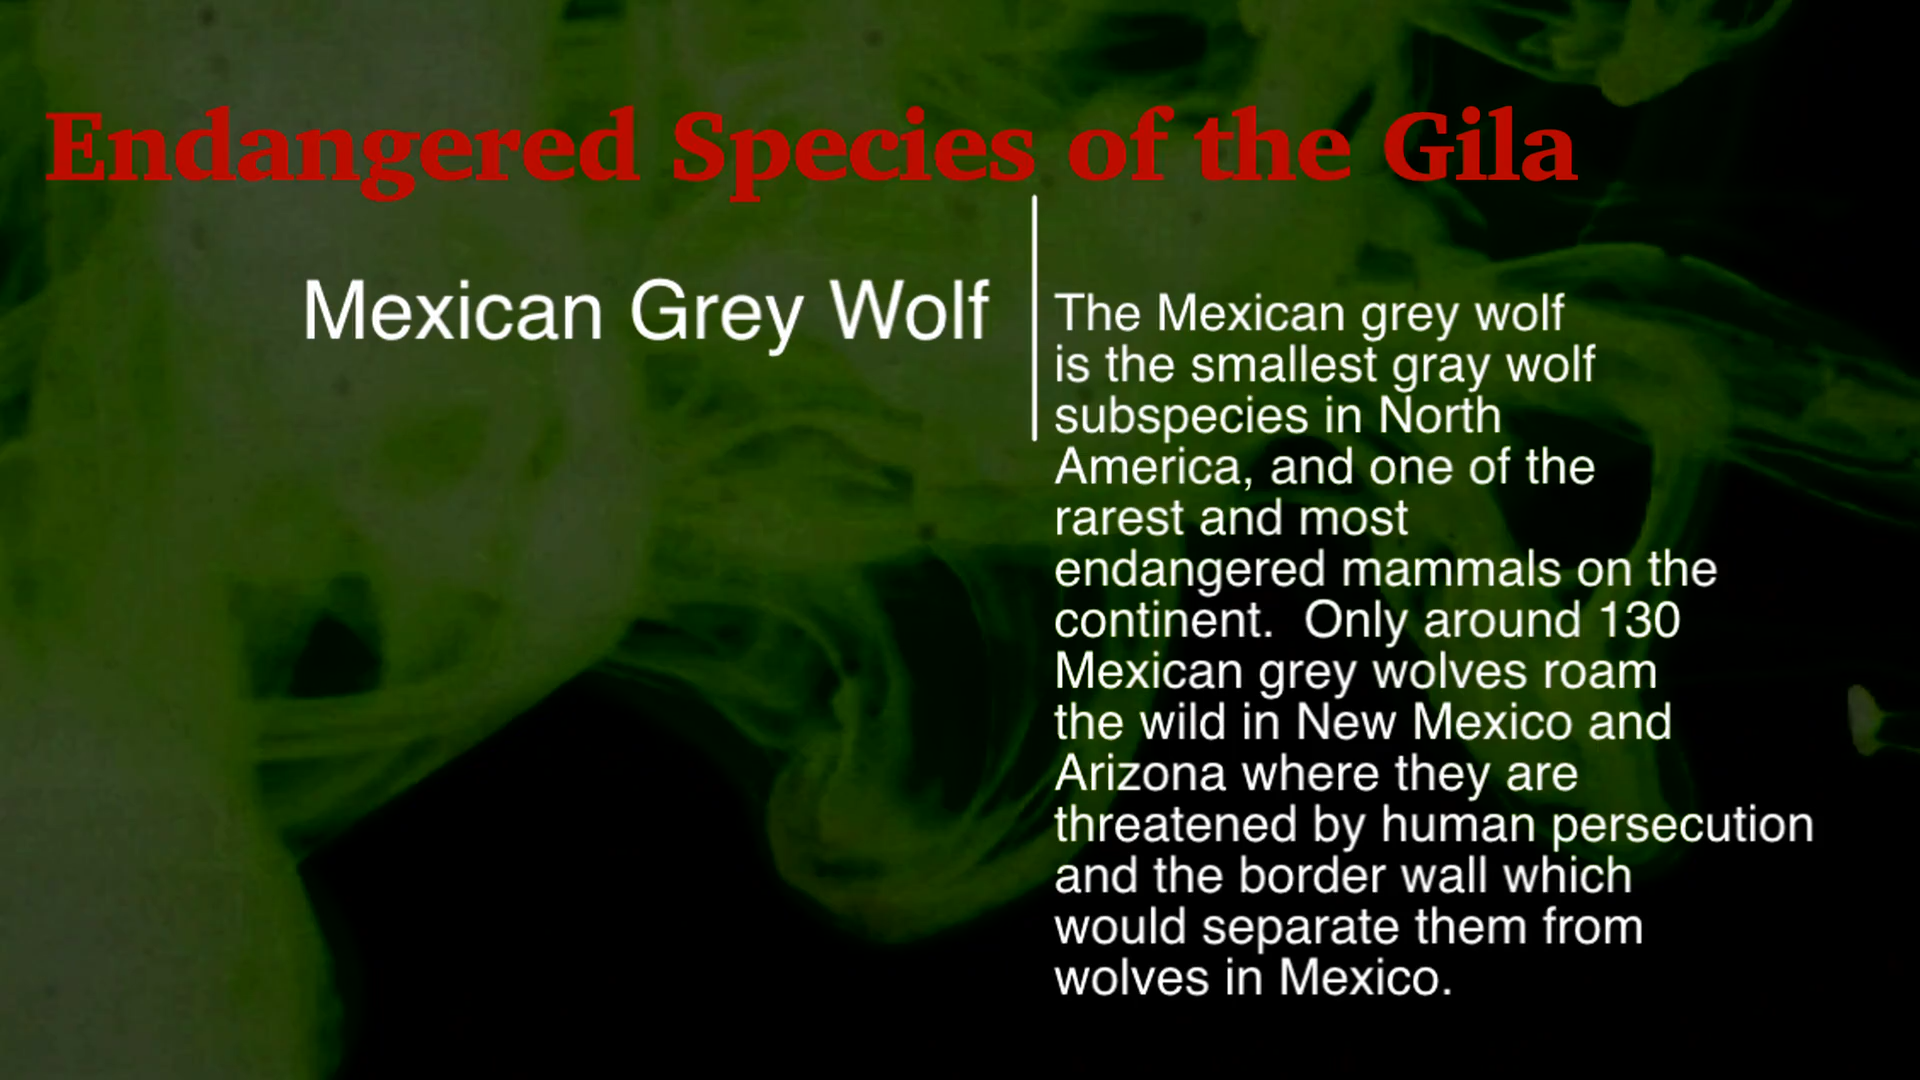 Endangered Species of the Gila
Mexican Grey Wolf
The Mexican grey wolf
is the smallest gray wolf
subspecies in North
America, and one of the
rarest and most
endangered mammals on the
continent.  Only around 130
Mexican grey wolves roam
the wild in New Mexico and
Arizona where they are
threatened by human persecution
and the border wall which
would separate them from
wolves in Mexico.